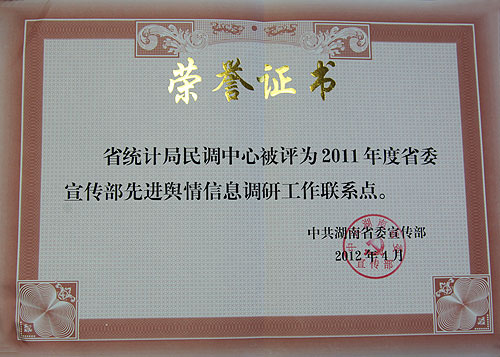 荣誉证书
省统计局民调中心被评为2011年度省委
宣传部先进舆情信息调研工作联系点。
中共湖南省委宣传部
2012年1月